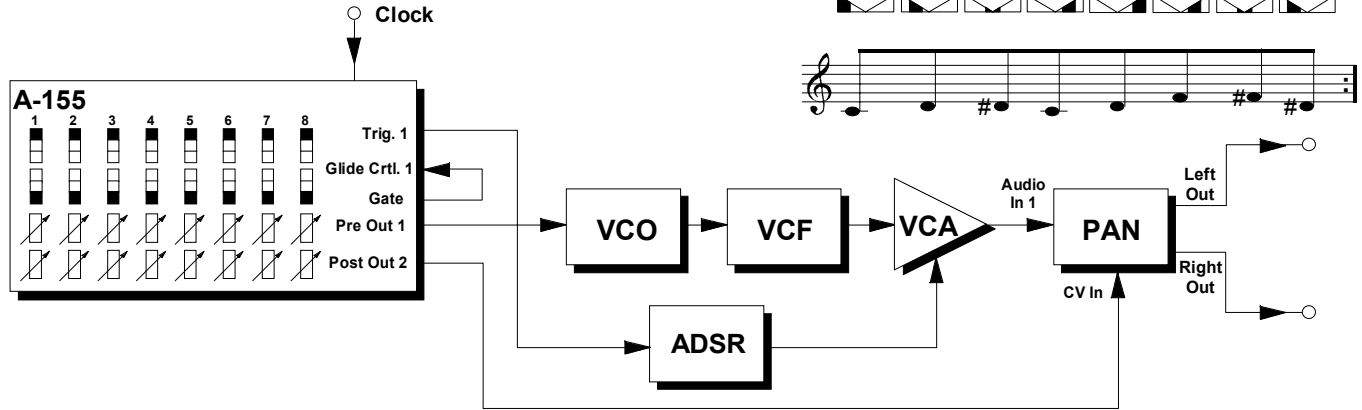 Clock
A-155
1 2 3 4 5 6 7 8
Trig. 1
Glide Crtl. 1
Gate
Pre Out 1
Post Out 2
VCO
VCF
VCA
Audio
In 1
PAN
Left
Out
Right
Out
CV In
ADSR